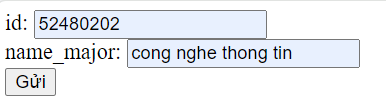 id: 52480202
name_major: cong nghe thong tin
Gửi